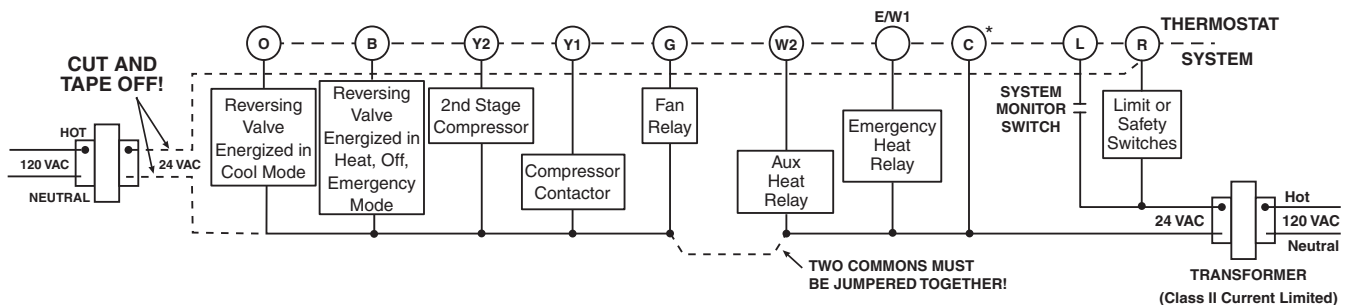 E/W1
O B Y2 Y1 G W2 C * L R
THERMOSTAT
SYSTEM
CUT AND
TAPE OFF!
HOT
120 VAC
NEUTRAL
24 VAC
Reversing
Valve
Energized in
Cool Mode
Reversing
Valve
Energized in
Heat, Off,
Emergency
Mode
2nd Stage
Compressor
Compressor
Contactor
Fan
Relay
Aux
Heat
Relay
Emergency
Heat
Relay
SYSTEM
MONITOR
SWITCH
Limit or
Safety
Switches
24 VAC
Hot
120 VAC
Neutral
TWO COMMONS MUST
BE JUMPERED TOGETHER!
TRANSFORMER
(Class II Current Limited)